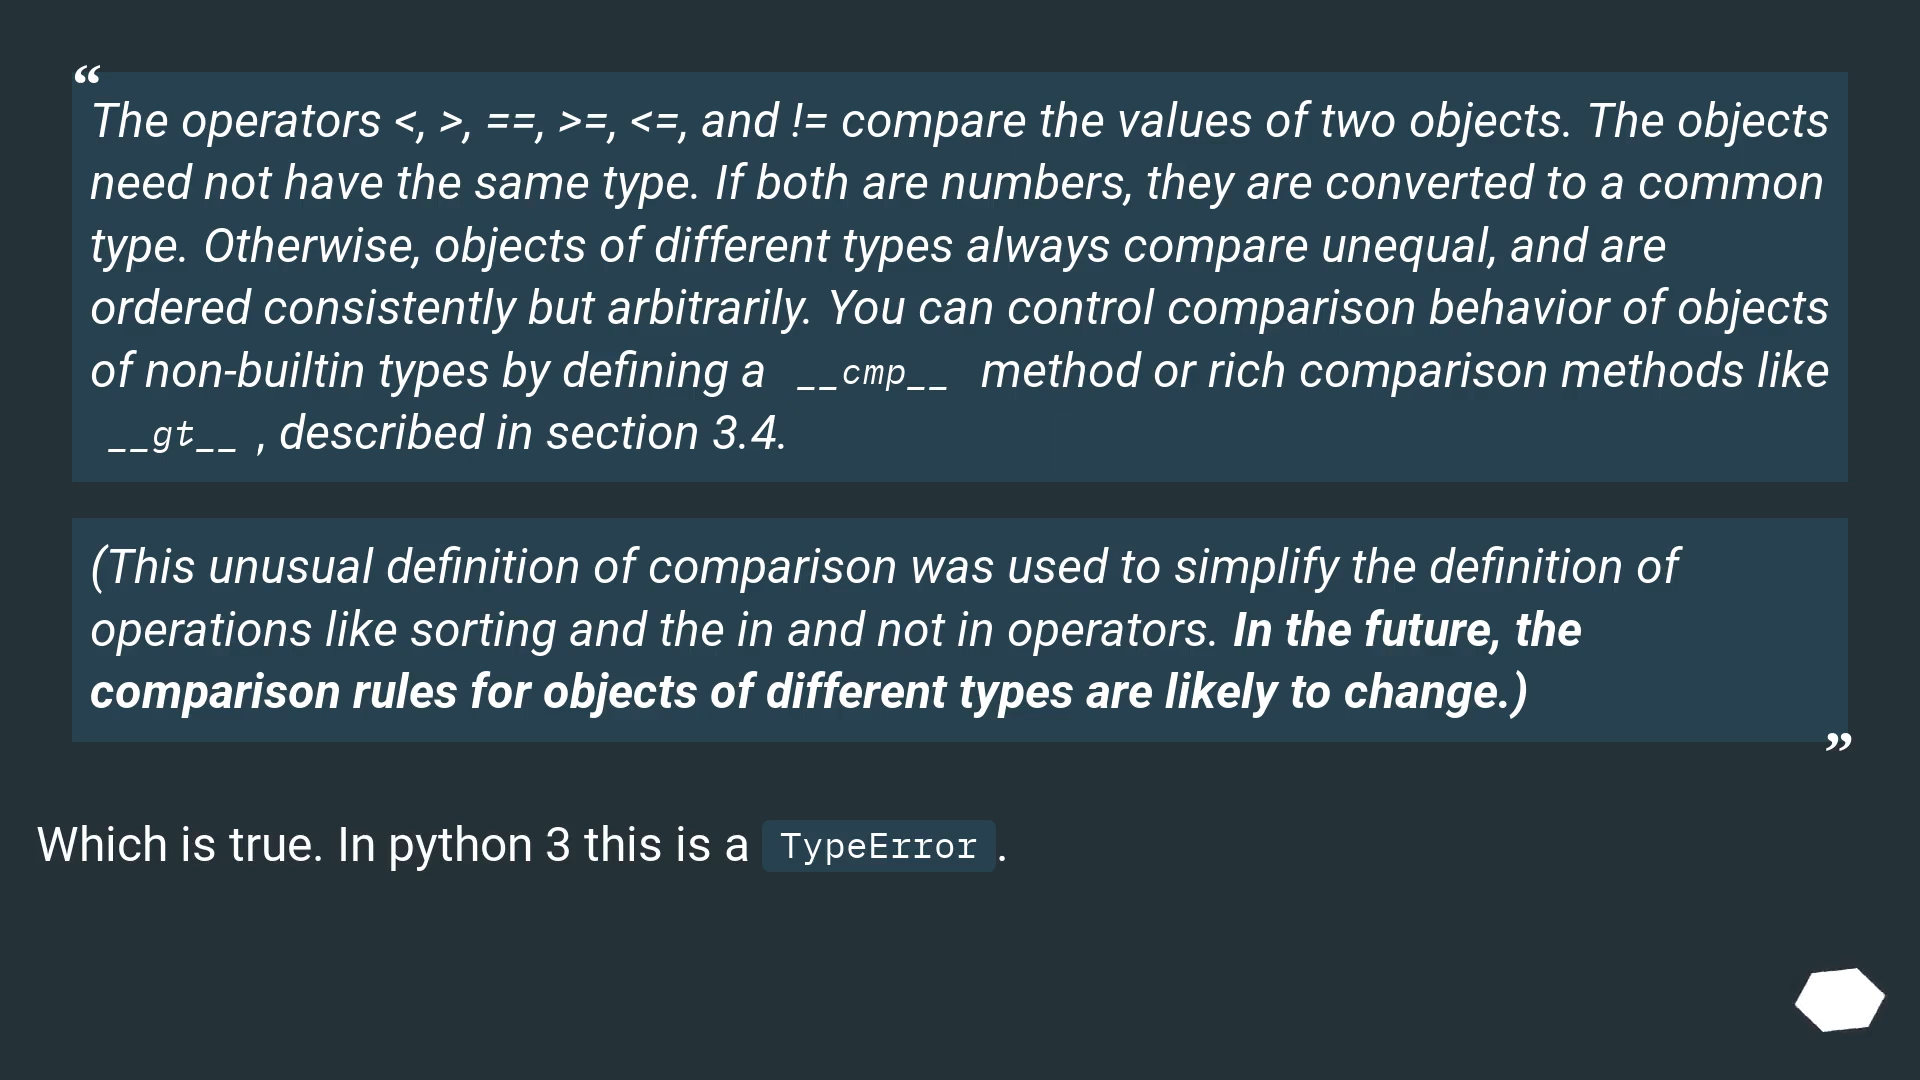 “
The operators <, >, ==, >=, <=, and != compare the values of two objects. The objects
need not have the same type. If both are numbers, they are converted to a common
type. Otherwise, objects of different types always compare unequal, and are
ordered consistently but arbitrarily. You can control comparison behavior of objects
of non-builtin types by defining a __cmp__ method or rich comparison methods like
__gt__ , described in section 3.4.
(This unusual definition of comparison was used to simplify the definition of
operations like sorting and the in and not in operators. In the future, the
comparison rules for objects of different types are likely to change.)
”
Which is true. In python 3 this is a TypeError.